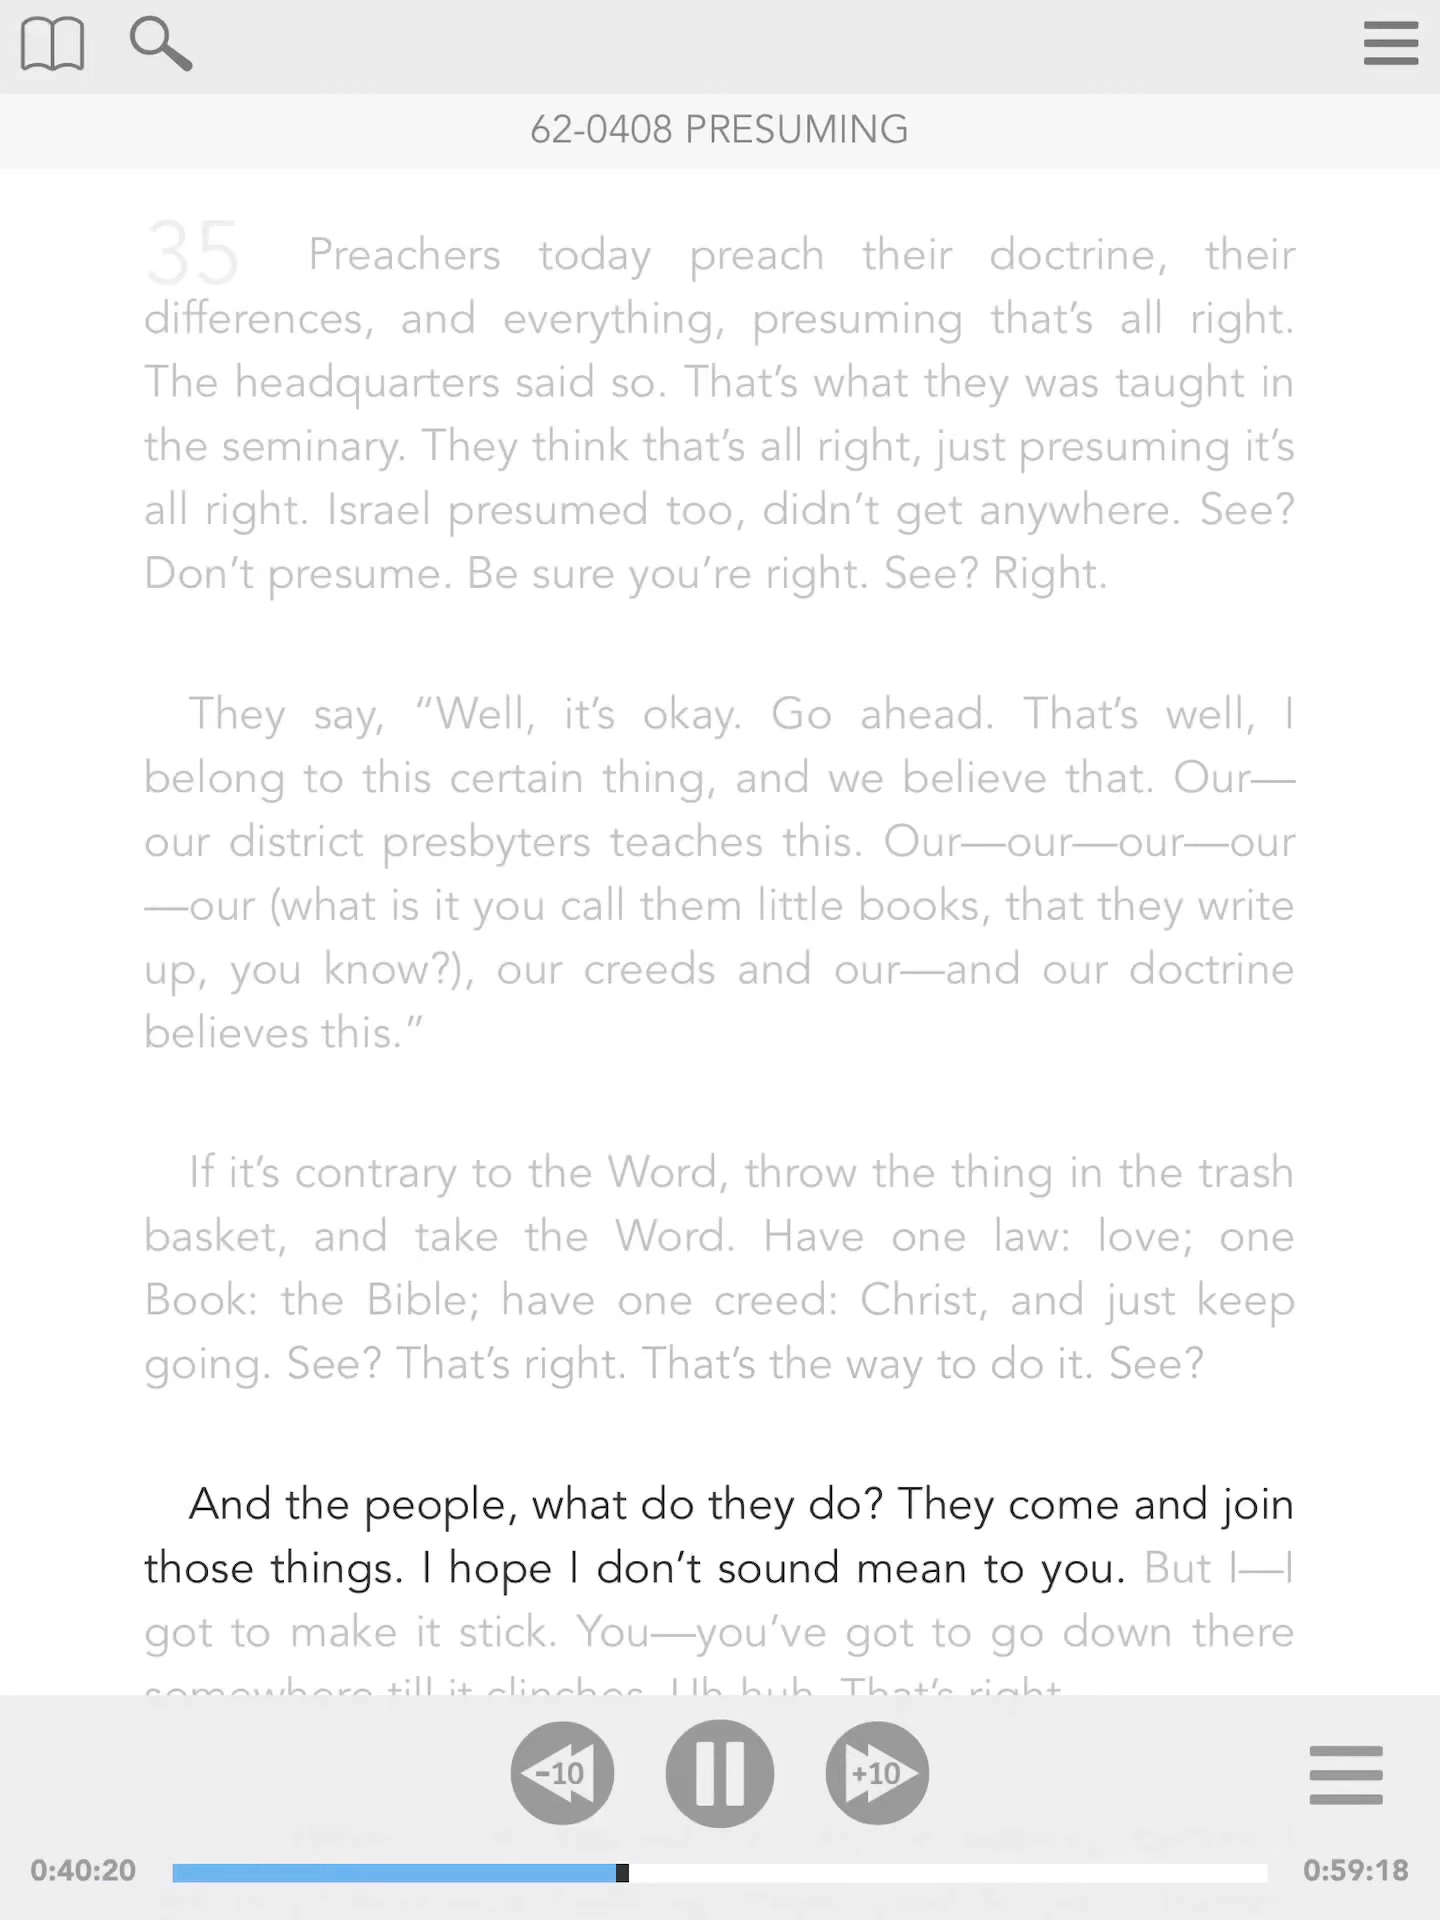 62-0408 PRESUMING
35 Preachers today preach their doctrine, their
differences, and everything, presuming that’s all right.
The headquarters said so. That’s what they was taught in
the seminary. They think that’s all right, just presuming it’s
all right. Israel presumed too, didn’t get anywhere. See?
Don’t presume. Be sure you’re right. See? Right.
They say, “Well, it’s okay. Go ahead. That’s well, I
belong to this certain thing, and we believe that. Our—
our district presbyters teaches this. Our—our—our—our
—our (what is it you call them little books, that they write
up, you know?), our creeds and our—and our doctrine
believes this.”
If it’s contrary to the Word, throw the thing in the trash
basket, and take the Word. Have one law: love; one
Book: the Bible; have one creed: Christ, and just keep
going. See? That’s right. That’s the way to do it. See?
And the people, what do they do? They come and join
those things. I hope I don’t sound mean to you. But I—I
got to make it stick. You—you’ve got to go down there
somewhere till it clinches. Uh-huh. That’s right.
-10 +10
0:40:20 0:59:18